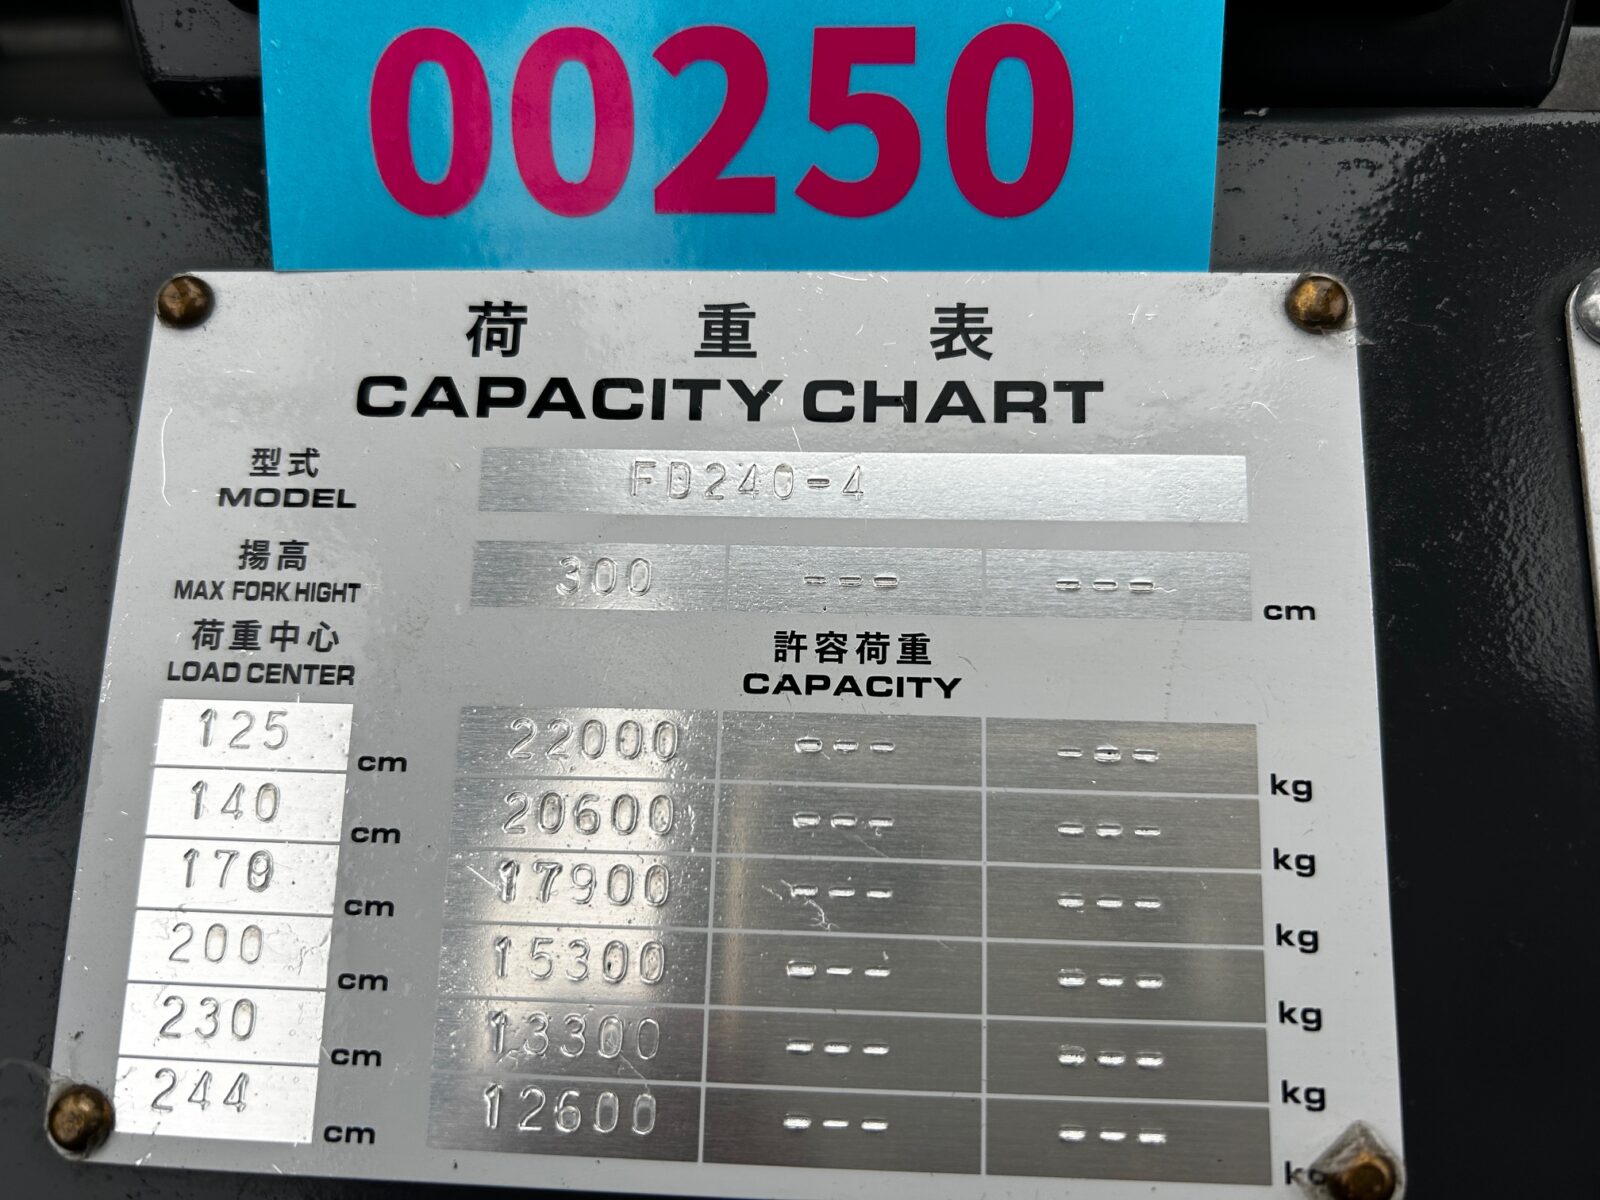 00250
荷重表
CAPACITY CHART
型式
MODEL
FD240-4
揚高
MAX FORK HIGHT
300 --- --- cm
荷重中心
LOAD CENTER
許容荷重
CAPACITY
125 cm 22000 --- --- kg
140 cm 20600 --- --- kg
170 cm 17900 --- --- kg
200 cm 15300 --- --- kg
230 cm 13300 --- --- kg
244 cm 12600 --- --- kg